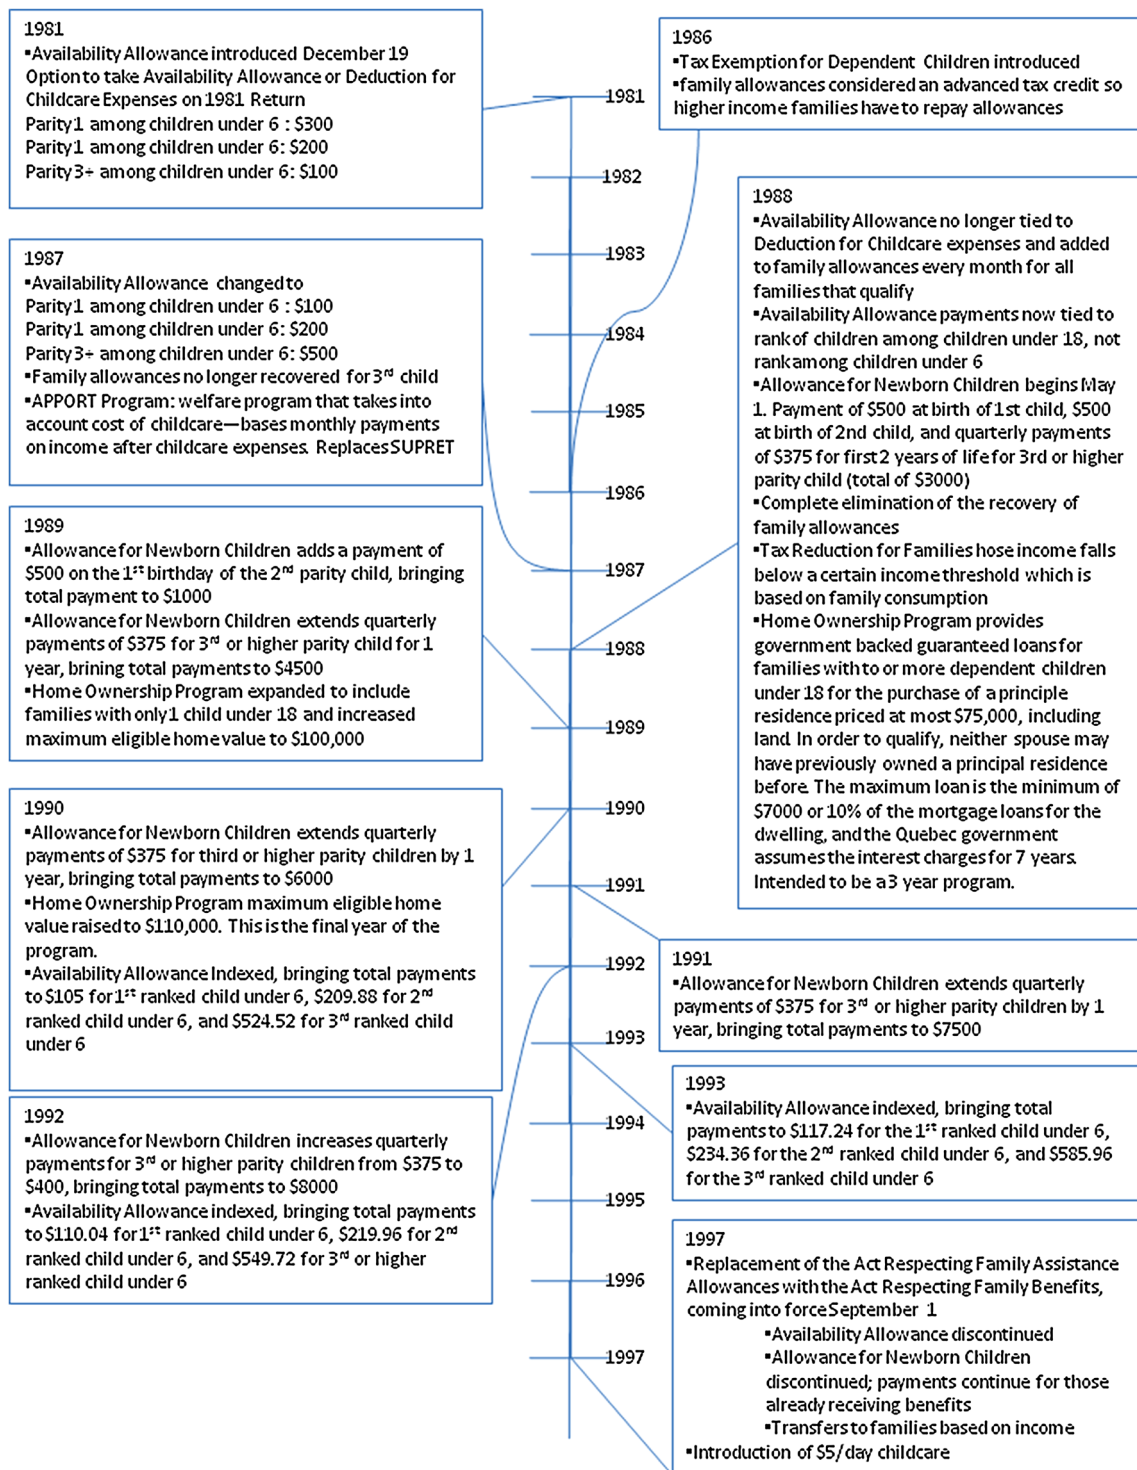 1981
▪Availability Allowance introduced December 19
Option to take Availability Allowance or Deduction for
Childcare Expenses on 1981 Return
Parity1 among children under 6 : $300
Parity1 among children under 6: $200
Parity3+ among children under 6: $100
1986
▪Tax Exemption for Dependent Children introduced
▪family allowances considered an advanced tax credit so
higher income families have to repay allowances
1987
▪Availability Allowance changed to
Parity1 among children under 6 : $100
Parity1 among children under 6: $200
Parity3+ among children under 6: $500
▪Family allowances no longer recovered for 3rd child
▪APPORT Program: welfare program that takes into
account cost of childcare—bases monthly payments
on income after childcare expenses. Replaces SUPRET
1988
▪Availability Allowance no longer tied to
Deduction for Childcare expenses and added
to family allowances every month for all
families that qualify
▪Availability Allowance payments now tied to
rank of children among children under 18, not
rank among children under 6
▪Allowance for Newborn Children begins May
1. Payment of $500 at birth of 1st child, $500
at birth of 2nd child, and quarterly payments
of $375 for first 2 years of life for 3rd or higher
parity child (total of $3000)
▪Complete elimination of the recovery of
family allowances
▪Tax Reduction for Families hose income falls
below a certain income threshold which is
based on family consumption
▪Home Ownership Program provides
government backed guaranteed loans for
families with to or more dependent children
under 18 for the purchase of a principle
residence priced at most $75,000, including
land. In order to qualify, neither spouse may
have previously owned a principal residence
before. The maximum loan is the minimum of
$7000 or 10% of the mortgage loans for the
dwelling, and the Quebec government
assumes the interest charges for 7 years.
Intended to be a 3 year program.
1989
▪Allowance for Newborn Children adds a payment of
$500 on the 1st birthday of the 2nd parity child, bringing
total payment to $1000
▪Allowance for Newborn Children extends quarterly
payments of $375 for 3rd or higher parity child for 1
year, brining total payments to $4500
▪Home Ownership Program expanded to include
families with only 1 child under 18 and increased
maximum eligible home value to $100,000
1990
▪Allowance for Newborn Children extends quarterly
payments of $375 for third or higher parity children by 1
year, bringing total payments to $6000
▪Home Ownership Program maximum eligible home
value raised to $110,000. This is the final year of the
program.
▪Availability Allowance Indexed, bringing total payments
to $105 for 1st ranked child under 6, $209.88 for 2nd
ranked child under 6, and $524.52 for 3rd ranked child
under 6
1991
▪Allowance for Newborn Children extends quarterly
payments of $375 for 3rd or higher parity children by 1
year, bringing total payments to $7500
1992
▪Allowance for Newborn Children increases quarterly
payments for 3rd or higher parity children from $375 to
$400, bringing total payments to $8000
▪Availability Allowance indexed, bringing total payments
to $110.04 for 1st ranked child under 6, $219.96 for 2nd
ranked child under 6, and $549.72 for 3rd or higher
ranked child under 6
1993
▪Availability Allowance indexed, bringing total
payments to $117.24 for the 1st ranked child under 6,
$234.36 for the 2nd ranked child under 6, and $585.96
for the 3rd ranked child under 6
1997
▪Replacement of the Act Respecting Family Assistance
Allowances with the Act Respecting Family Benefits,
coming into force September 1
▪Availability Allowance discontinued
▪Allowance for Newborn Children
discontinued; payments continue for those
already receiving benefits
▪Transfers to families based on income
▪Introduction of $5/day childcare
1981
1982
1983
1984
1985
1986
1987
1988
1989
1990
1991
1992
1993
1994
1995
1996
1997